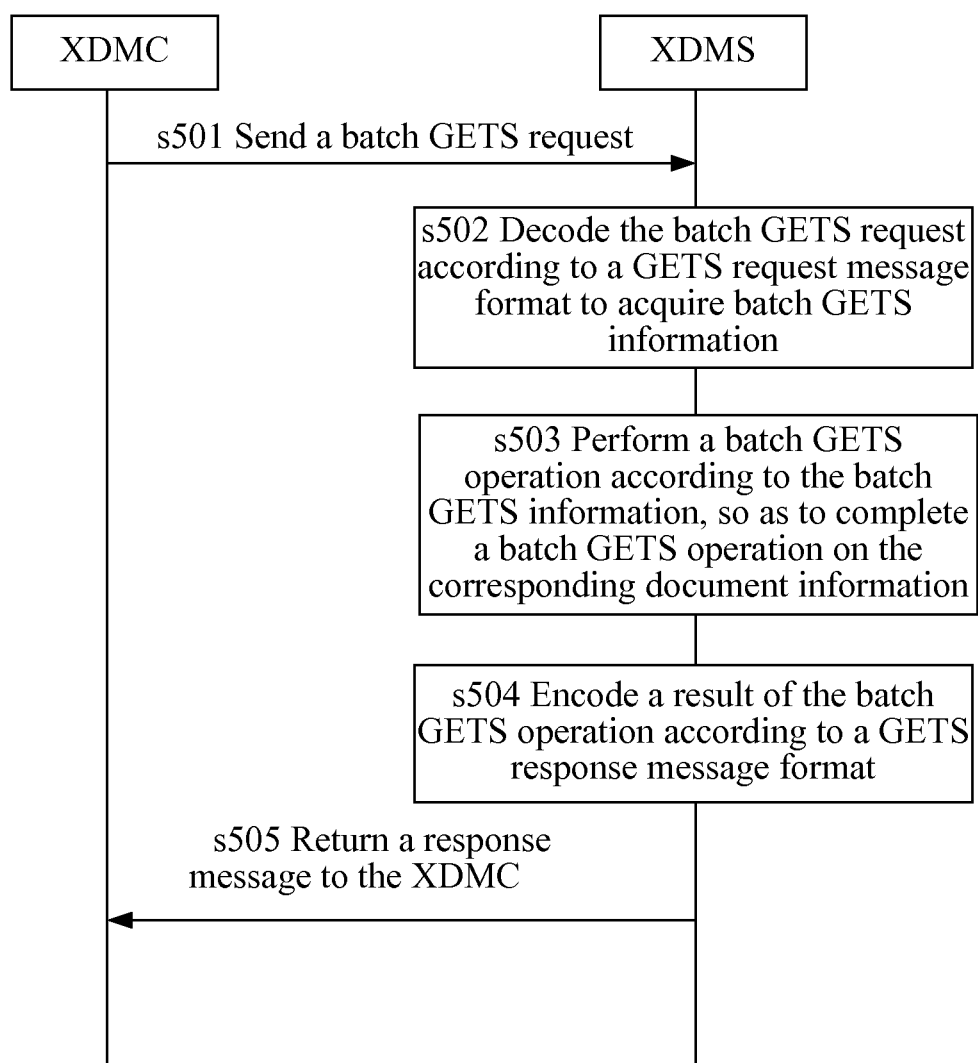 XDMC
XDMS
s501 Send a batch GETS request
s502 Decode the batch GETS request
according to a GETS request message
format to acquire batch GETS
information
s503 Perform a batch GETS
operation according to the batch
GETS information, so as to complete
a batch GETS operation on the
corresponding document information
s504 Encode a result of the batch
GETS operation according to a GETS
response message format
s505 Return a response
message to the XDMC